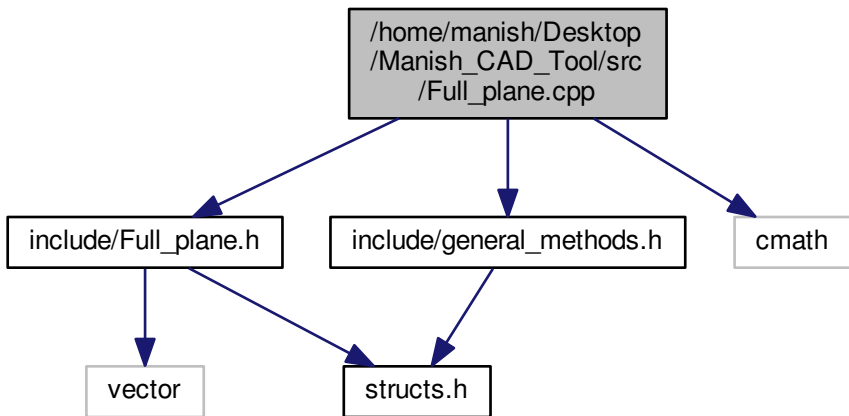 /home/manish/Desktop
/Manish_CAD_Tool/src
/Full_plane.cpp
include/Full_plane.h
include/general_methods.h
cmath
vector
structs.h